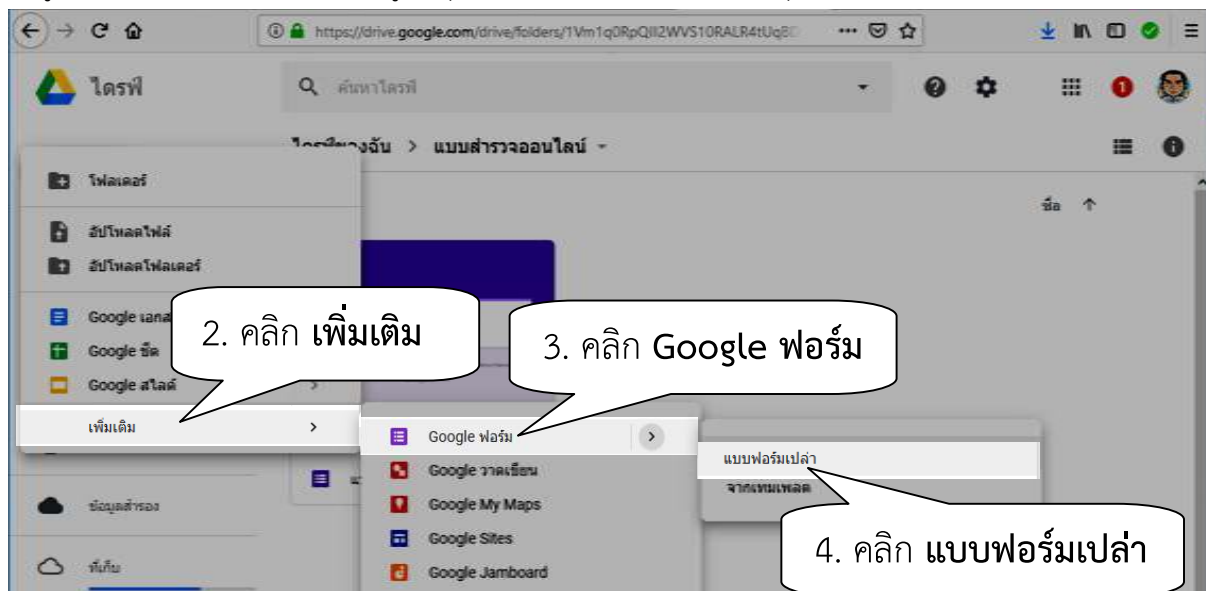 https://drive.google.com/drive/folders/1Vm1q0RpQIlI2WVS10RALR4tUq8
ไดรฟ์
ค้นหาไดรฟ์
1
ไดรฟ์ของฉัน > แบบสำรวจออนไลน์
โฟลเดอร์
ชื่อ
อัปโหลดไฟล์
อัปโหลดโฟลเดอร์
Google เอกส
2. คลิก เพิ่มเติม
3. คลิก Google ฟอร์ม
Google ชีต
Google สไลด์
เพิ่มเติม
Google ฟอร์ม
แบบฟอร์มเปล่า
Google วาดเขียน
จากเทมเพลต
ข้อมูลสำรอง
Google My Maps
4. คลิก แบบฟอร์มเปล่า
Google Sites
ที่เก็บ
Google Jamboard